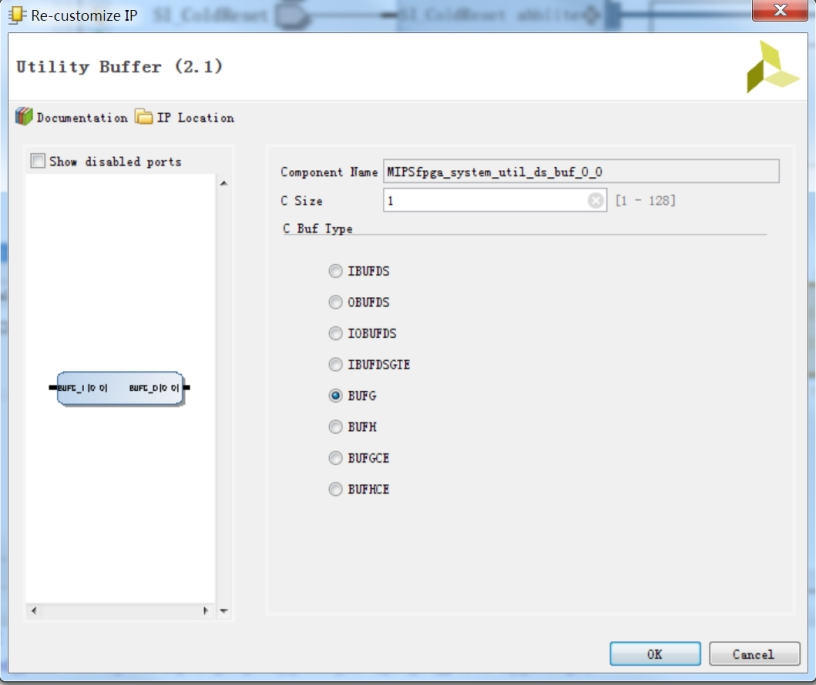 Re-customize IP
SI_ColdReset
SI_ColdReset
Utility Buffer (2.1)
Documentation IP Location
Show disabled ports
Component Name MIPSfpga_system_util_ds_buf_0_0
C Size 1 [1 - 128]
C Buf Type
IBUFDS
OBUFDS
IOBUFDS
IBUFDSGTE
BUFG
BUFH
BUFGCE
BUFHCE
BUFG_I[0:0] BUFG_O[0:0]
OK Cancel